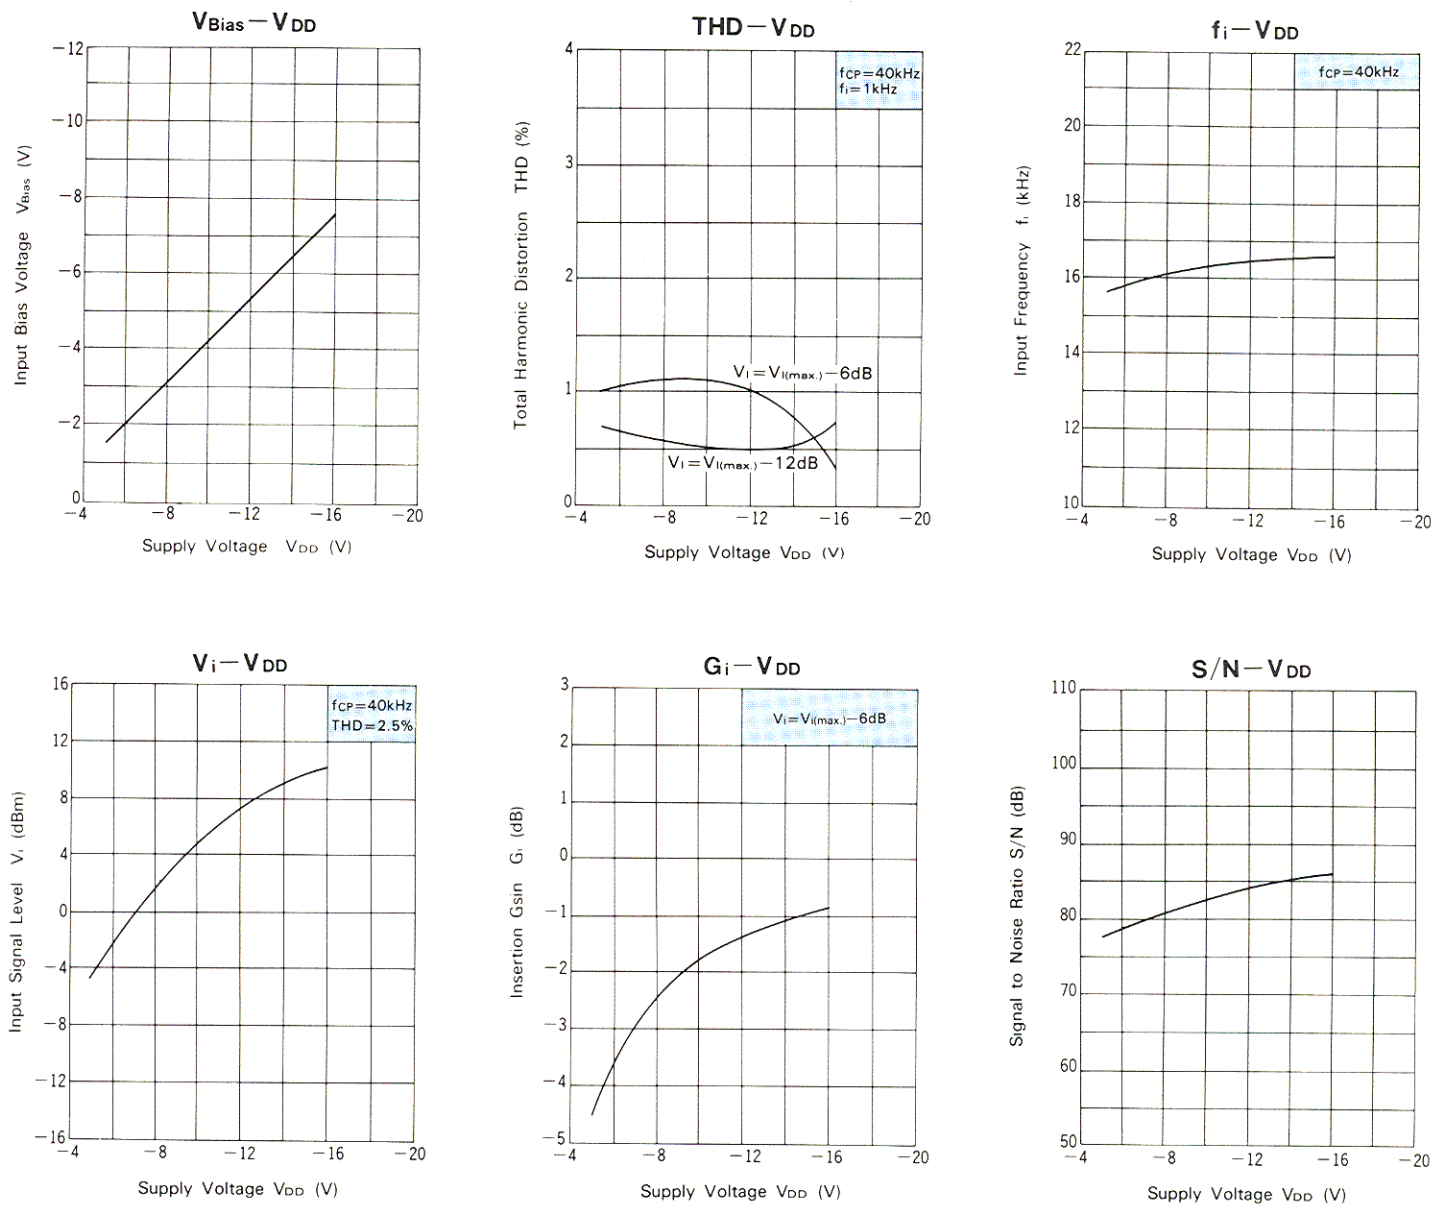 VBias－VDD
－12
－10
－8
－6
－4
－2
0
－4 －8 －12 －16 －20
Input Bias Voltage VBias (V)
Supply Voltage VDD (V)
THD－VDD
fCP=40kHz
fi=1kHz
4
3
2
1
0
VI=VI(max.)－6dB
VI=VI(max.)－12dB
－4 －8 －12 －16 －20
Total Harmonic Distortion THD (%)
Supply Voltage VDD (V)
fi－VDD
fCP=40kHz
22
20
18
16
14
12
10
－4 －8 －12 －16 －20
Input Frequency fi (kHz)
Supply Voltage VDD (V)
Vi－VDD
fCP=40kHz
THD=2.5%
16
12
8
4
0
－4
－8
－12
－16
－4 －8 －12 －16 －20
Input Signal Level Vi (dBm)
Supply Voltage VDD (V)
Gi－VDD
Vi=Vi(max.)－6dB
3
2
1
0
－1
－2
－3
－4
－5
－4 －8 －12 －16 －20
Insertion Gsin Gi (dB)
Supply Voltage VDD (V)
S/N－VDD
110
100
90
80
70
60
50
－4 －8 －12 －16 －20
Signal to Noise Ratio S/N (dB)
Supply Voltage VDD (V)